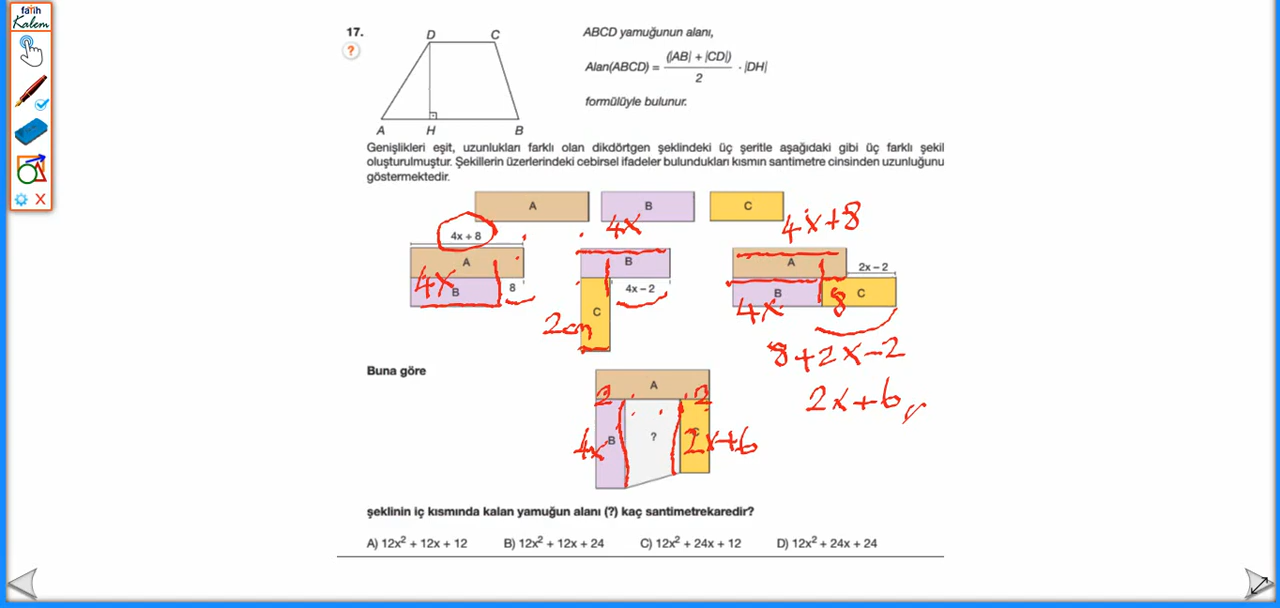 fatih
Kalem
17.
?
D C
A H B
ABCD yamuğunun alanı,
Alan(ABCD) = (|AB| + |CD|) / 2 · |DH|
formülüyle bulunur.
Genişlikleri eşit, uzunlukları farklı olan dikdörtgen şeklindeki üç şeritle aşağıdaki gibi üç farklı şekil
oluşturulmuştur. Şekillerin üzerlerindeki cebirsel ifadeler bulundukları kısmın santimetre cinsinden uzunluğunu
göstermektedir.
A B C
4x + 8
A
4x B 8
4x
B
4x – 2
C
2cm
4x+8
A
2x – 2
B C
4x 8
8+2x-2
2x+6
Buna göre
A
2 2
4x B ? C 2x+6
şeklinin iç kısmında kalan yamuğun alanı (?) kaç santimetrekaredir?
A) 12x² + 12x + 12 B) 12x² + 12x + 24 C) 12x² + 24x + 12 D) 12x² + 24x + 24